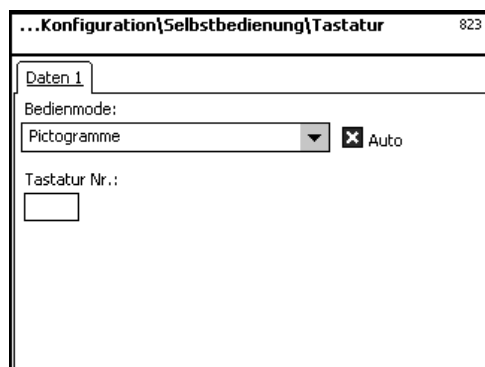 ...Konfiguration\Selbstbedienung\Tastatur 823
Daten 1
Bedienmode:
Pictogramme Auto
Tastatur Nr.: